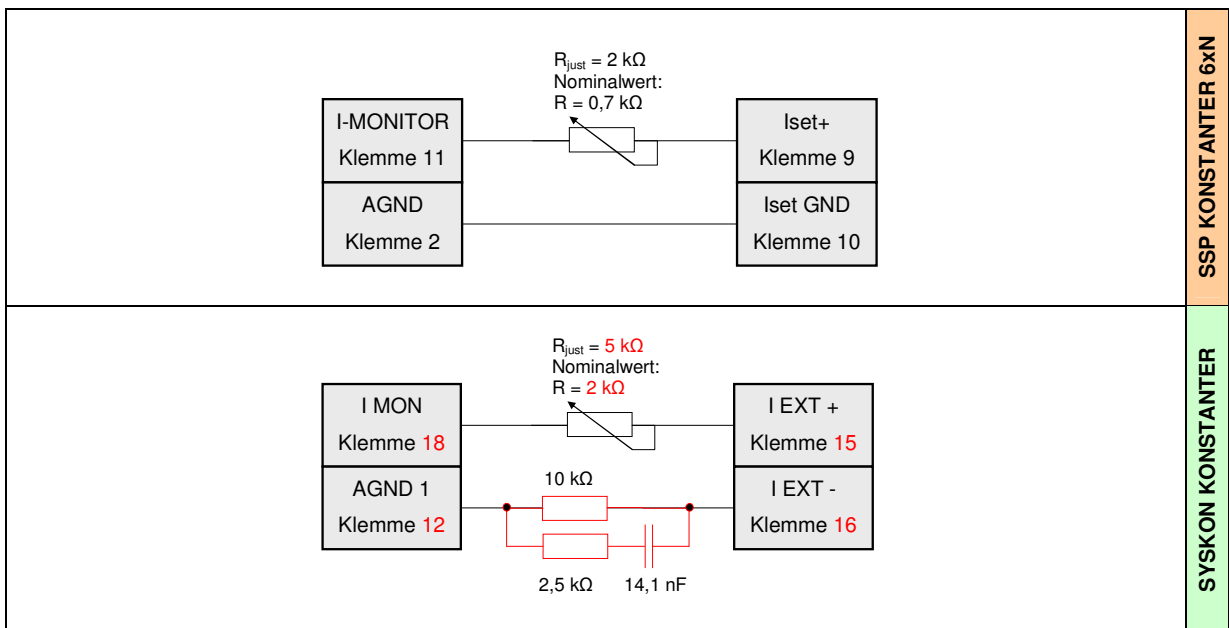 R_just = 2 kΩ
Nominalwert:
R = 0,7 kΩ
I-MONITOR
Klemme 11
Iset+
Klemme 9
AGND
Klemme 2
Iset GND
Klemme 10
SSP KONSTANTER 6xN
R_just = 5 kΩ
Nominalwert:
R = 2 kΩ
I MON
Klemme 18
I EXT +
Klemme 15
10 kΩ
AGND 1
Klemme 12
I EXT -
Klemme 16
2,5 kΩ
14,1 nF
SYSKON KONSTANTER